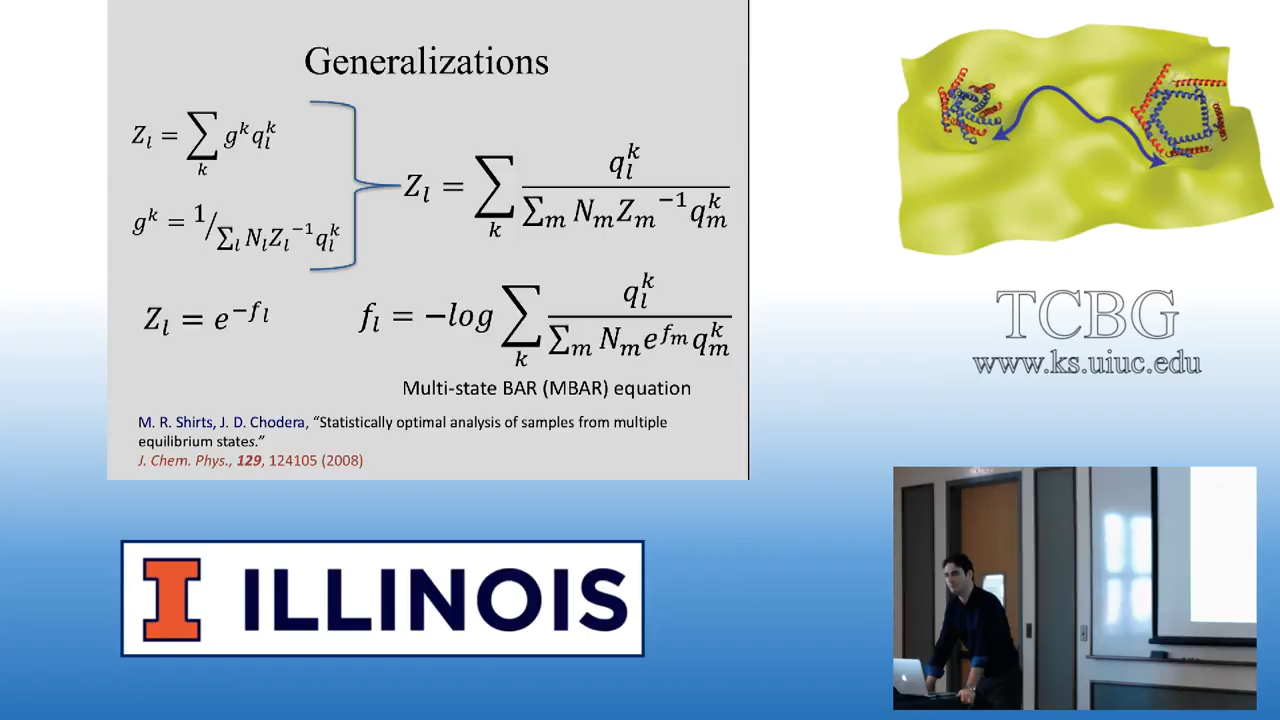 Generalizations
Z_l = ∑_k g^k q_l^k
g^k = 1/∑_l N_l Z_l^{-1} q_l^k
Z_l = ∑_k q_l^k / ∑_m N_m Z_m^{-1} q_m^k
Z_l = e^{-f_l}
f_l = -log ∑_k q_l^k / ∑_m N_m e^{f_m} q_m^k
Multi-state BAR (MBAR) equation
M. R. Shirts, J. D. Chodera, “Statistically optimal analysis of samples from multiple
equilibrium states.”
J. Chem. Phys., 129, 124105 (2008)
TCBG
www.ks.uiuc.edu
I ILLINOIS